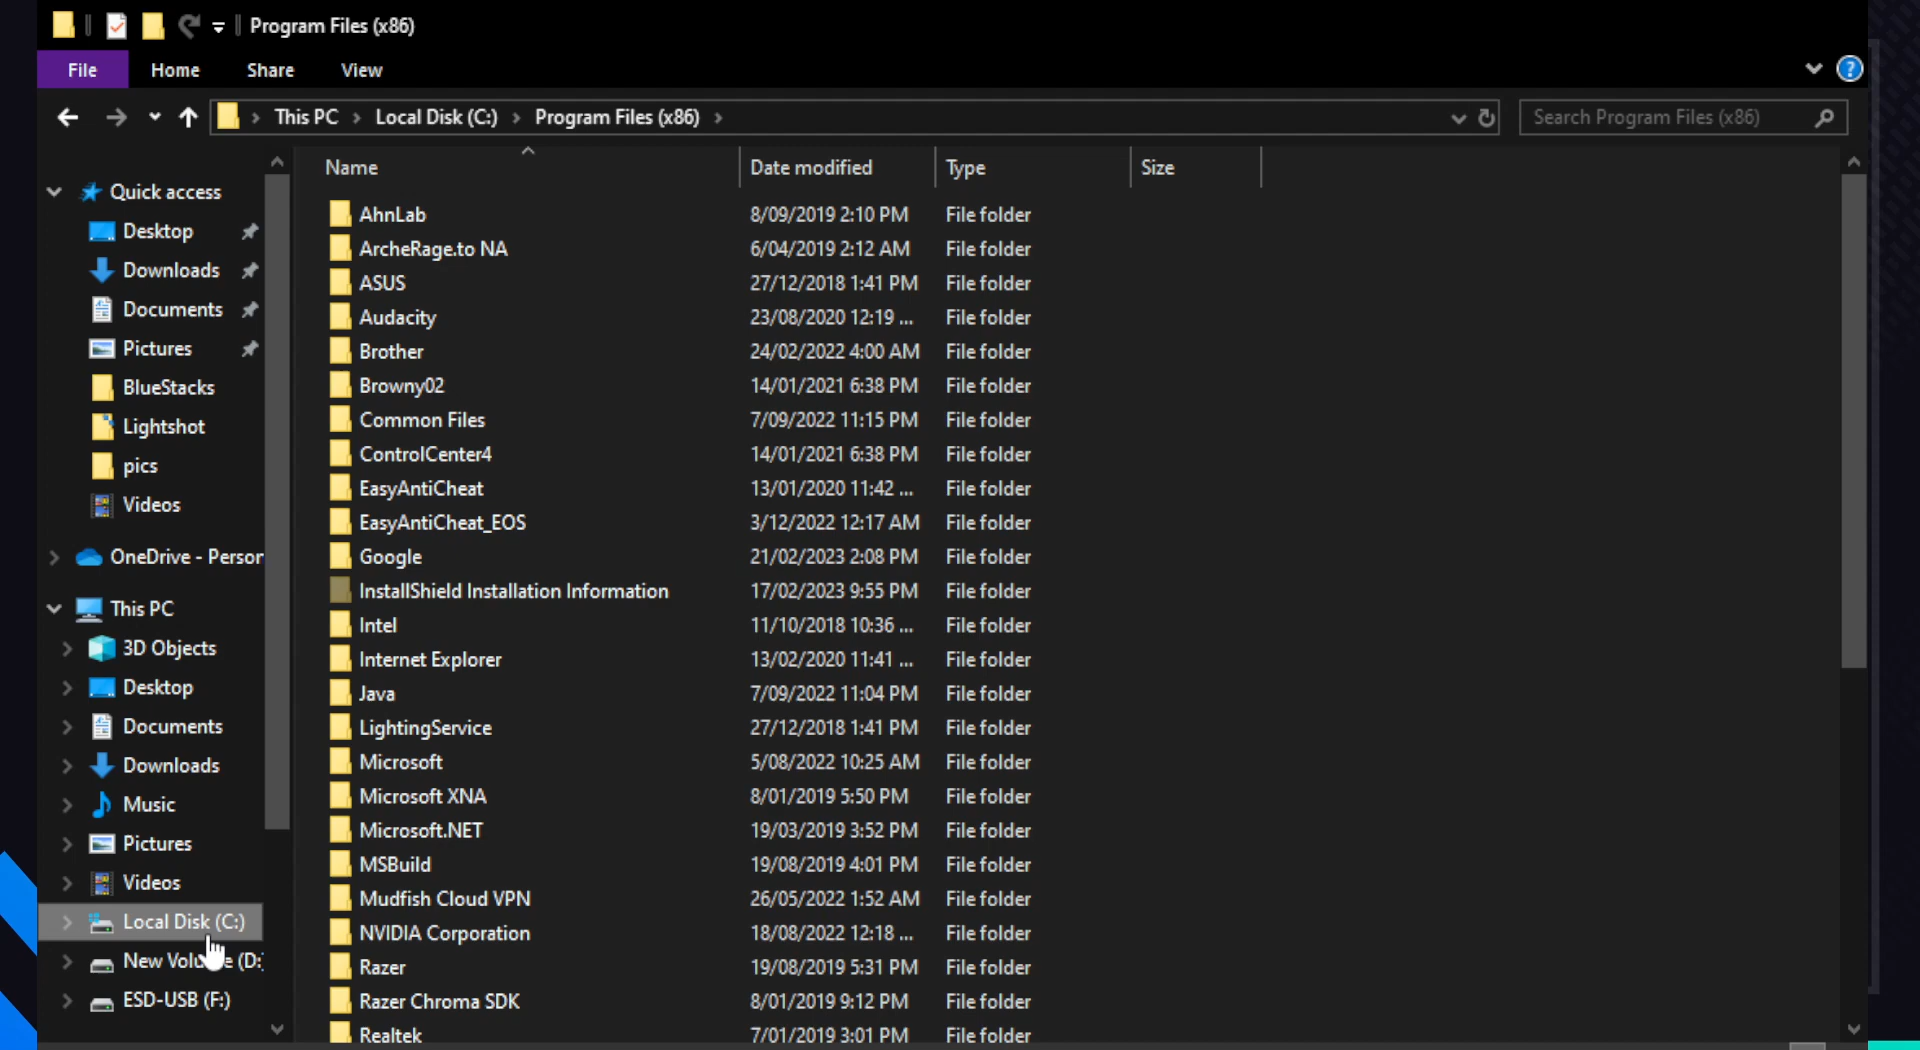 Program Files (x86)
File Home Share View
This PC Local Disk (C:) Program Files (x86) Search Program Files (x86)
Name Date modified Type Size
Quick access
Desktop
Downloads
Documents
Pictures
BlueStacks
Lightshot
pics
Videos
OneDrive - Person
This PC
3D Objects
Desktop
Documents
Downloads
Music
Pictures
Videos
Local Disk (C:)
New (D:)
ESD-USB (F:)
AhnLab 8/09/2019 2:10 PM File folder
ArcheRage.to NA 6/04/2019 2:12 AM File folder
ASUS 27/12/2018 1:41 PM File folder
Audacity 23/08/2020 12:19 ... File folder
Brother 24/02/2022 4:00 AM File folder
Browny02 14/01/2021 6:38 PM File folder
Common Files 7/09/2022 11:15 PM File folder
ControlCenter4 14/01/2021 6:38 PM File folder
EasyAntiCheat 13/01/2020 11:42 ... File folder
EasyAntiCheat_EOS 3/12/2022 12:17 AM File folder
Google 21/02/2023 2:08 PM File folder
InstallShield Installation Information 17/02/2023 9:55 PM File folder
Intel 11/10/2018 10:36 ... File folder
Internet Explorer 13/02/2020 11:41 ... File folder
Java 7/09/2022 11:04 PM File folder
LightingService 27/12/2018 1:41 PM File folder
Microsoft 5/08/2022 10:25 AM File folder
Microsoft XNA 8/01/2019 5:50 PM File folder
Microsoft.NET 19/03/2019 3:52 PM File folder
MSBuild 19/08/2019 4:01 PM File folder
Mudfish Cloud VPN 26/05/2022 1:52 AM File folder
NVIDIA Corporation 18/08/2022 12:18 ... File folder
Razer 19/08/2019 5:31 PM File folder
Razer Chroma SDK 8/01/2019 9:12 PM File folder
Realtek 7/01/2019 3:01 PM File folder